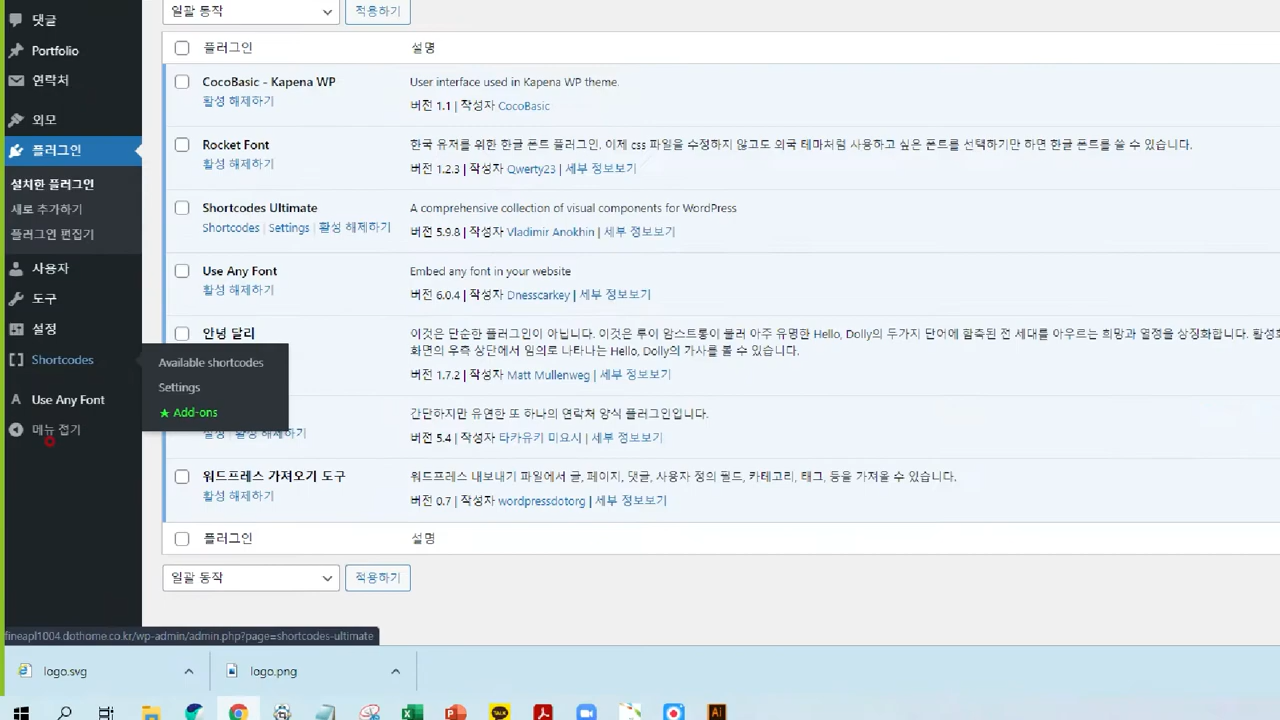 댓글
Portfolio
연락처
외모
플러그인
설치한 플러그인
새로 추가하기
플러그인 편집기
사용자
도구
설정
Shortcodes
Use Any Font
메뉴 접기
Available shortcodes
Settings
★ Add-ons
일괄 동작
적용하기
플러그인 설명
CocoBasic - Kapena WP
활성 해제하기
User interface used in Kapena WP theme.
버전 1.1 | 작성자 CocoBasic
Rocket Font
활성 해제하기
한국 유저를 위한 한글 폰트 플러그인. 이제 css 파일을 수정하지 않고도 외국 테마처럼 사용하고 싶은 폰트를 선택하기만 하면 한글 폰트를 쓸 수 있습니다.
버전 1.2.3 | 작성자 Qwerty23 | 세부 정보보기
Shortcodes Ultimate
Shortcodes | Settings | 활성 해제하기
A comprehensive collection of visual components for WordPress
버전 5.9.8 | 작성자 Vladimir Anokhin | 세부 정보보기
Use Any Font
활성 해제하기
Embed any font in your website
버전 6.0.4 | 작성자 Dnesscarkey | 세부 정보보기
안녕 달리
이것은 단순한 플러그인이 아닙니다. 이것은 루이 암스트롱이 불러 아주 유명한 Hello, Dolly의 두가지 단어에 함축된 전 세대를 아우르는 희망과 열정을 상징화합니다.
화면의 우측 상단에서 임의로 나타나는 Hello, Dolly의 가사를 볼 수 있습니다.
버전 1.7.2 | 작성자 Matt Mullenweg | 세부 정보보기
설정 | 활성 해제하기
간단하지만 유연한 또 하나의 연락처 양식 플러그인입니다.
버전 5.4 | 작성자 타카유키 미요시 | 세부 정보보기
워드프레스 가져오기 도구
활성 해제하기
워드프레스 내보내기 파일에서 글, 페이지, 댓글, 사용자 정의 필드, 카테고리, 태그, 등을 가져올 수 있습니다.
버전 0.7 | 작성자 wordpressdotorg | 세부 정보보기
플러그인 설명
일괄 동작
적용하기
fineapl1004.dothome.co.kr/wp-admin/admin.php?page=shortcodes-ultimate
logo.svg
logo.png